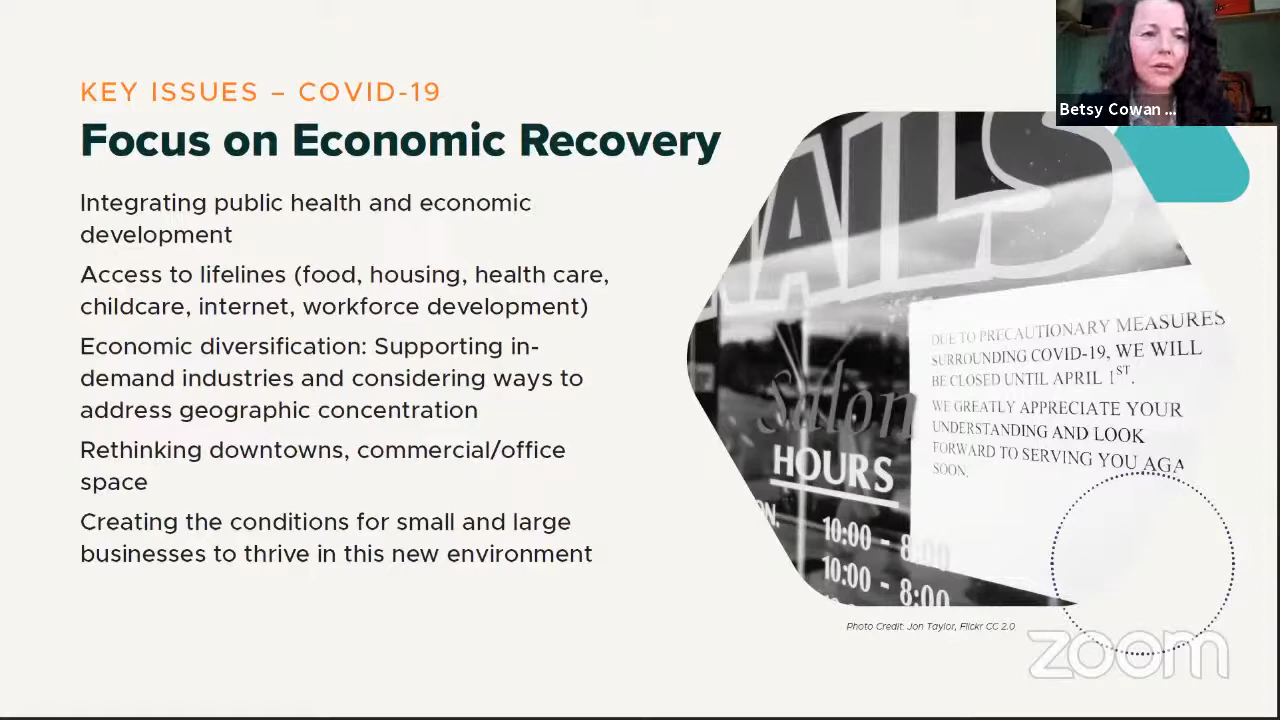 KEY ISSUES – COVID-19
Focus on Economic Recovery
Integrating public health and economic
development
Access to lifelines (food, housing, health care,
childcare, internet, workforce development)
Economic diversification: Supporting in-
demand industries and considering ways to
address geographic concentration
Rethinking downtowns, commercial/office
space
Creating the conditions for small and large
businesses to thrive in this new environment
Betsy Cowan ...
AILS
Salon
HOURS
ON.
10:00 - 8:00
10:00 - 8:00
DUE TO PRECAUTIONARY MEASURES
SURROUNDING COVID-19, WE WILL
BE CLOSED UNTIL APRIL 1ST.
WE GREATLY APPRECIATE YOUR
UNDERSTANDING AND LOOK
FORWARD TO SERVING YOU AGA
SOON.
Photo Credit: Jon Taylor, Flickr CC 2.0
zoom